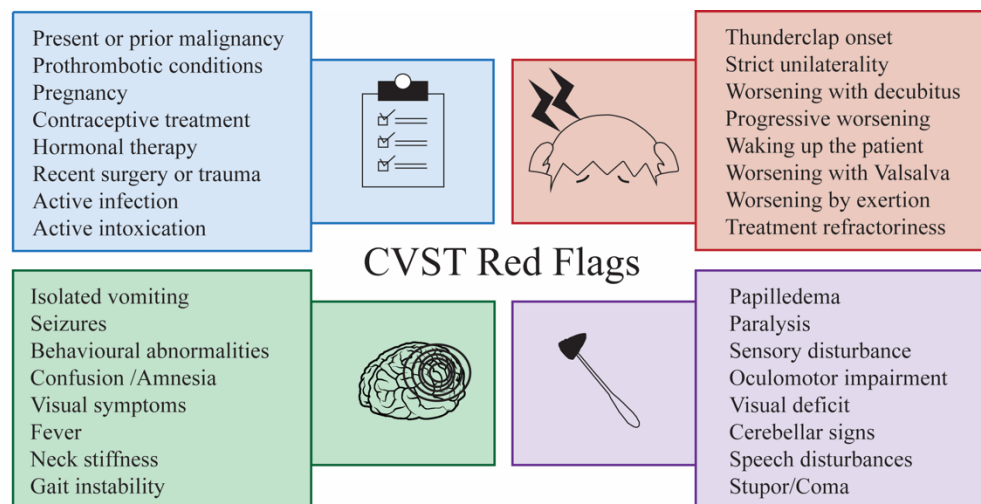 Present or prior malignancy
Prothrombotic conditions
Pregnancy
Contraceptive treatment
Hormonal therapy
Recent surgery or trauma
Active infection
Active intoxication
Thunderclap onset
Strict unilaterality
Worsening with decubitus
Progressive worsening
Waking up the patient
Worsening with Valsalva
Worsening by exertion
Treatment refractoriness
CVST Red Flags
Isolated vomiting
Seizures
Behavioural abnormalities
Confusion /Amnesia
Visual symptoms
Fever
Neck stiffness
Gait instability
Papilledema
Paralysis
Sensory disturbance
Oculomotor impairment
Visual deficit
Cerebellar signs
Speech disturbances
Stupor/Coma